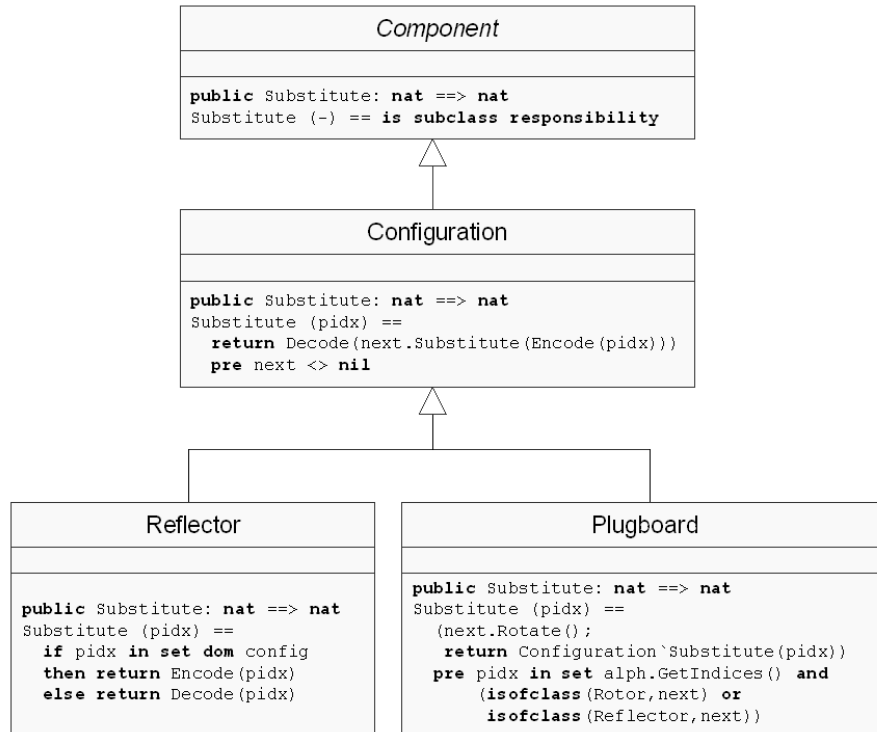 Component
public Substitute: nat ==> nat
Substitute (-) == is subclass responsibility
Configuration
public Substitute: nat ==> nat
Substitute (pidx) ==
return Decode(next.Substitute(Encode(pidx)))
pre next <> nil
Reflector
public Substitute: nat ==> nat
Substitute (pidx) ==
if pidx in set dom config
then return Encode(pidx)
else return Decode(pidx)
Plugboard
public Substitute: nat ==> nat
Substitute (pidx) ==
(next.Rotate();
return Configuration`Substitute(pidx))
pre pidx in set alph.GetIndices() and
(isofclass(Rotor,next) or
isofclass(Reflector,next))